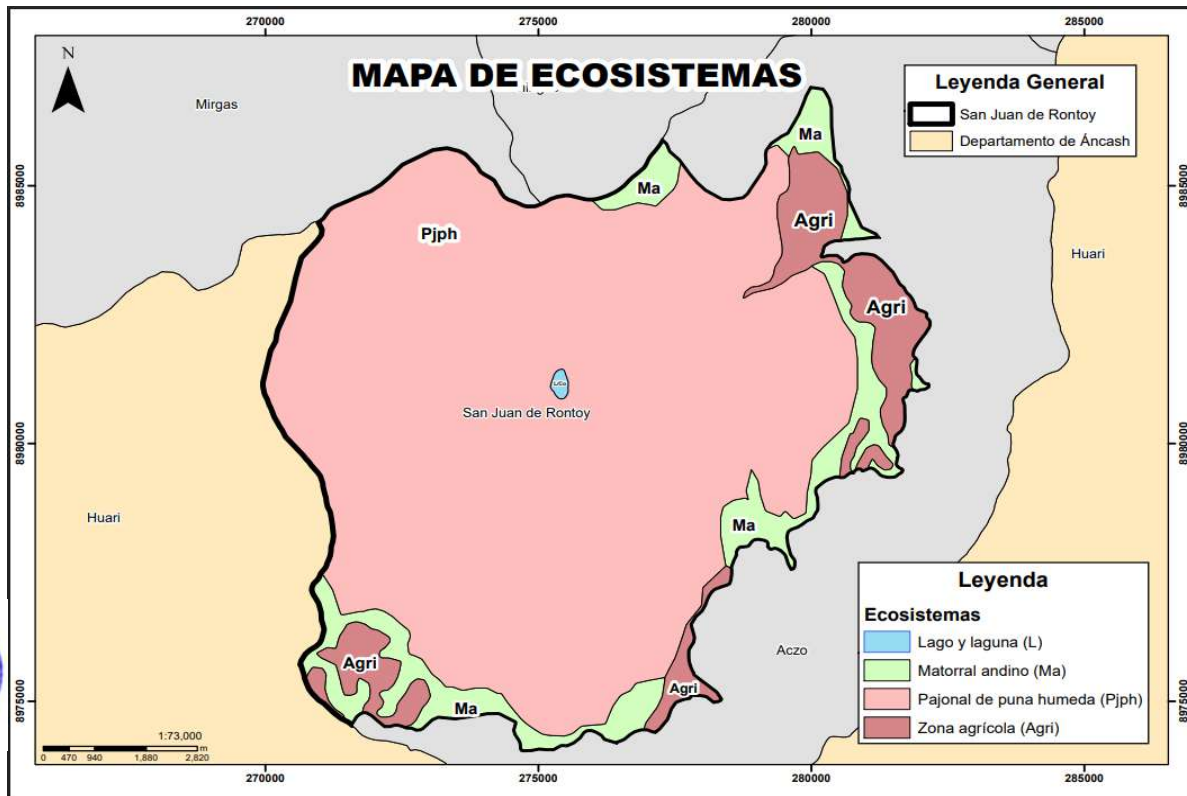 270000 275000 280000 285000
N
MAPA DE ECOSISTEMAS
Mirgas
Leyenda General
San Juan de Rontoy
Departamento de Áncash
8985000 8985000
Ma
Ma
Agri
Pjph
Huari
Agri
San Juan de Rontoy
8980000 8980000
Huari
Ma
Leyenda
Ecosistemas
Lago y laguna (L)
Matorral andino (Ma)
Pajonal de puna humeda (Pjph)
Zona agrícola (Agri)
Aczo
Agri
Agri
Ma
8975000 8975000
1:73,000
m
0 470 940 1,880 2,820
270000 275000 280000 285000